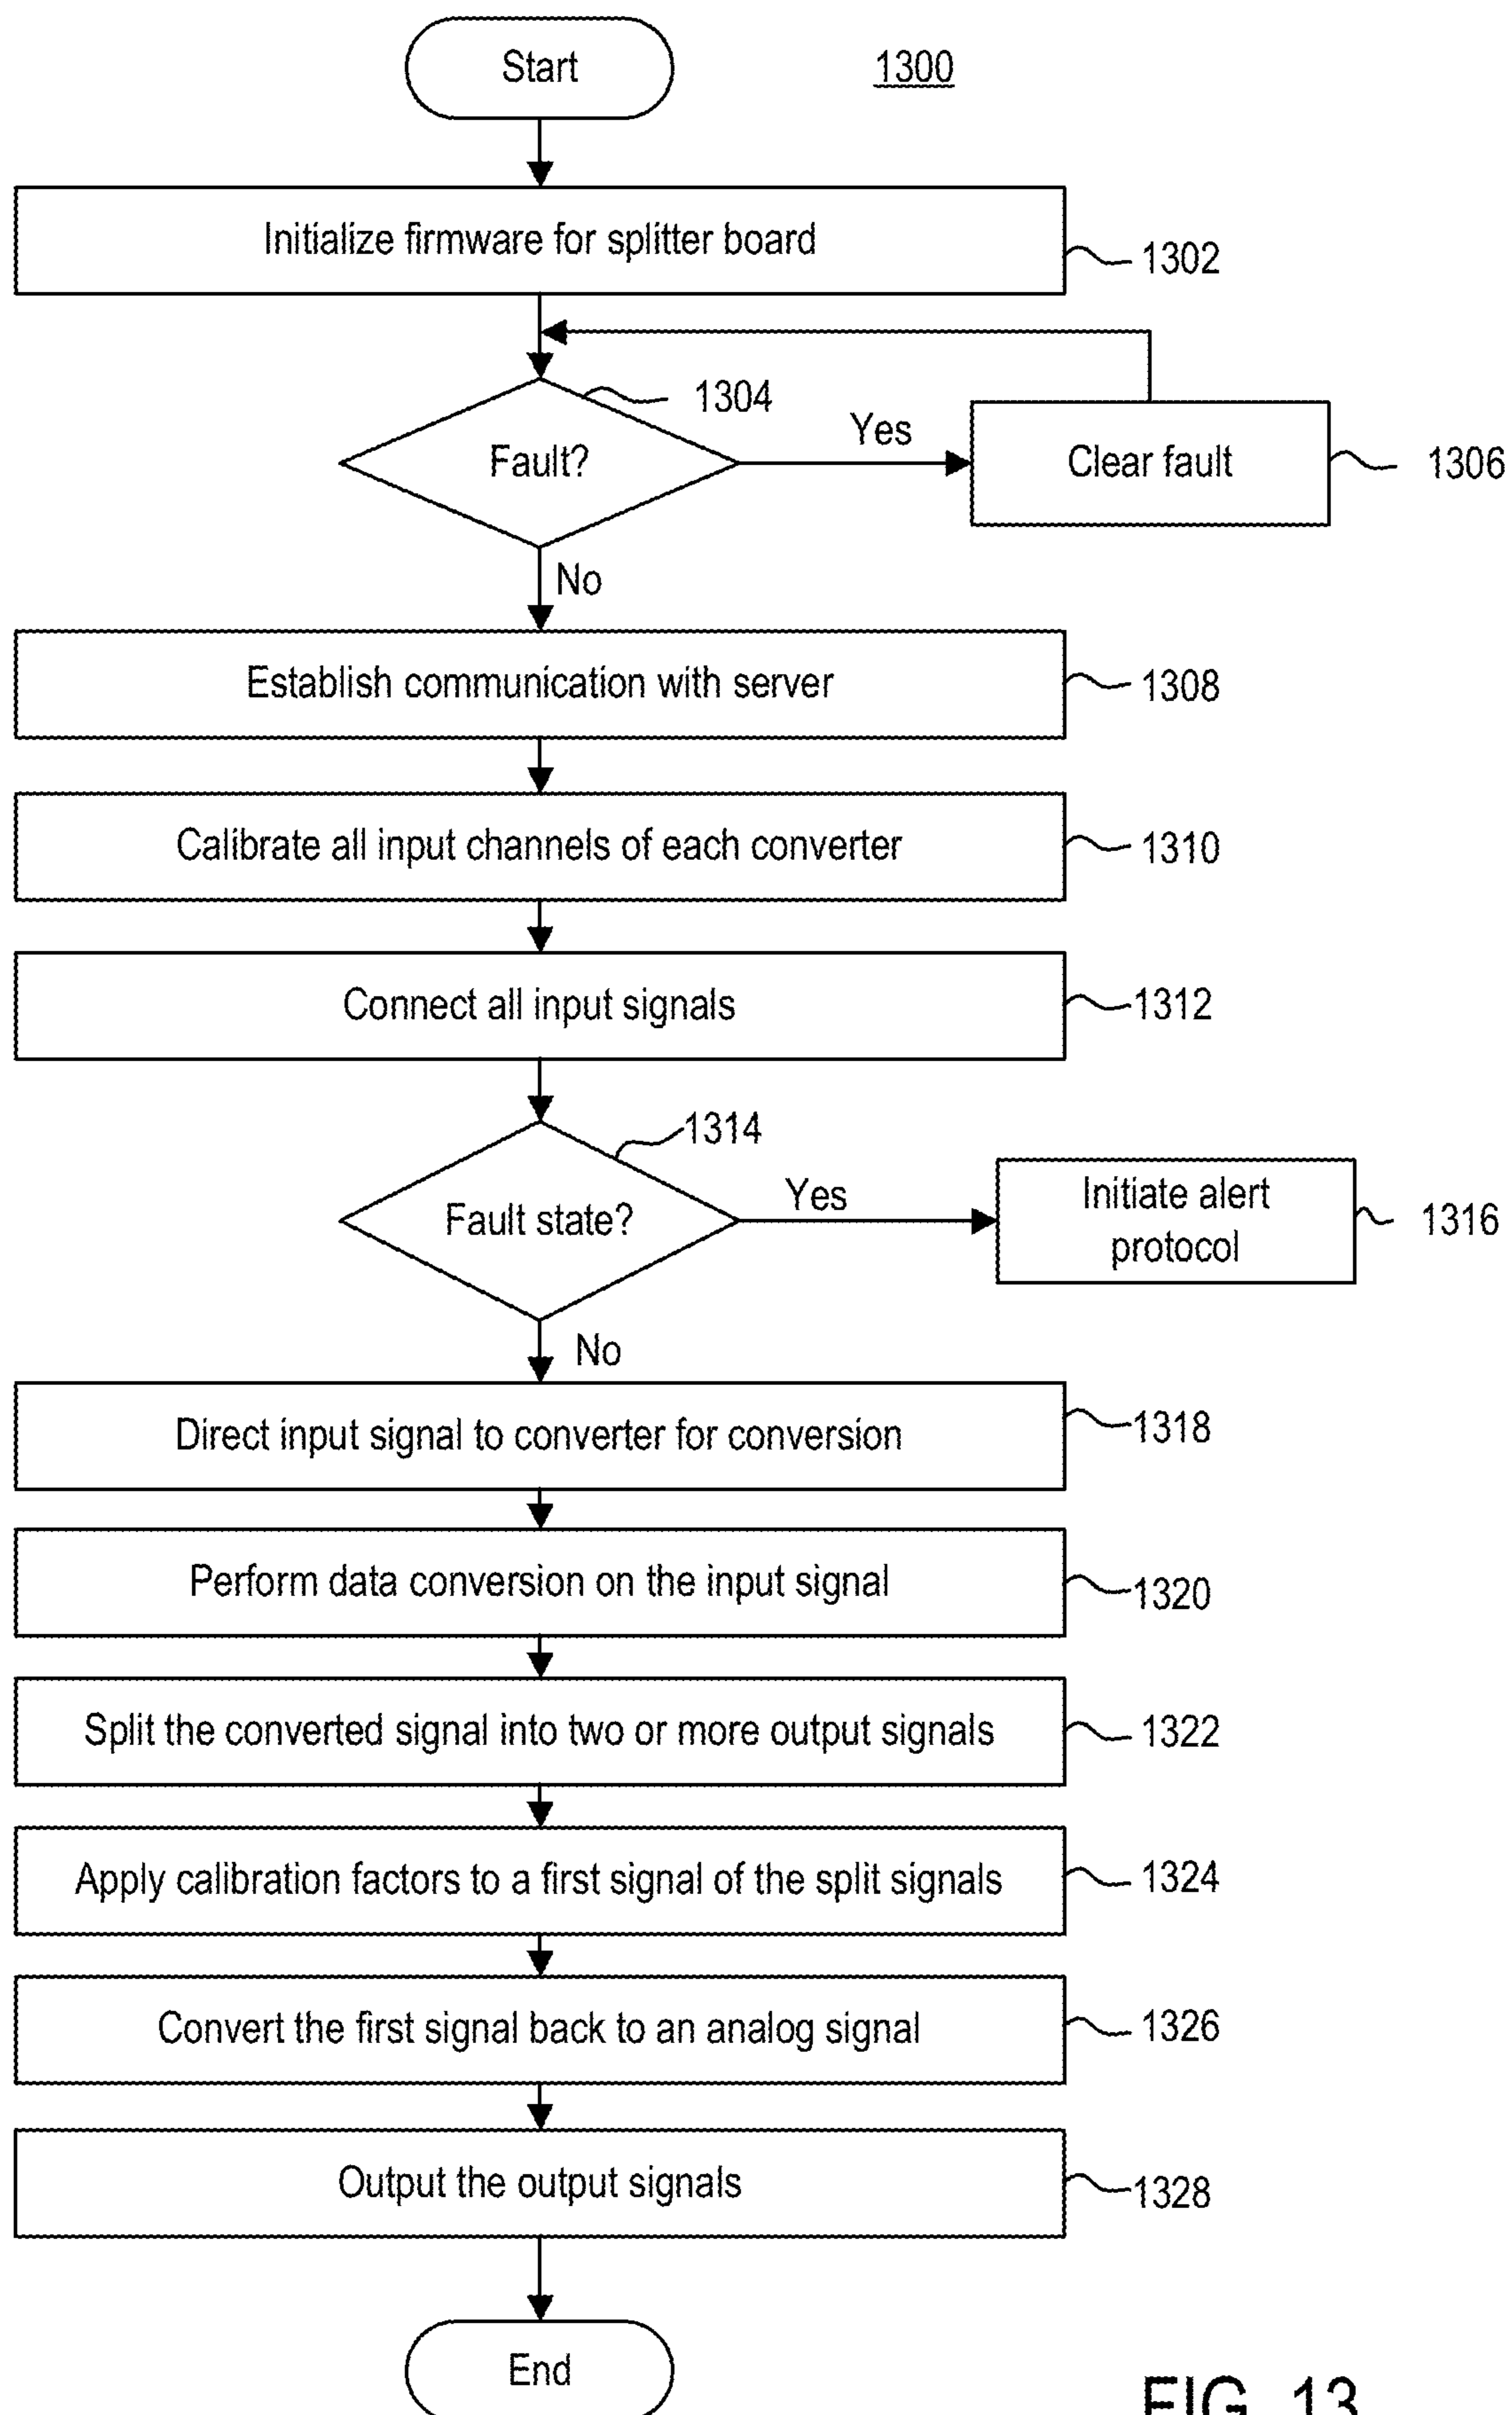 Start
1300
Initialize firmware for splitter board
1302
1304
Fault?
Yes
Clear fault
1306
No
Establish communication with server
1308
Calibrate all input channels of each converter
1310
Connect all input signals
1312
1314
Fault state?
Yes
Initiate alert
protocol
1316
No
Direct input signal to converter for conversion
1318
Perform data conversion on the input signal
1320
Split the converted signal into two or more output signals
1322
Apply calibration factors to a first signal of the split signals
1324
Convert the first signal back to an analog signal
1326
Output the output signals
1328
End
FIG. 13